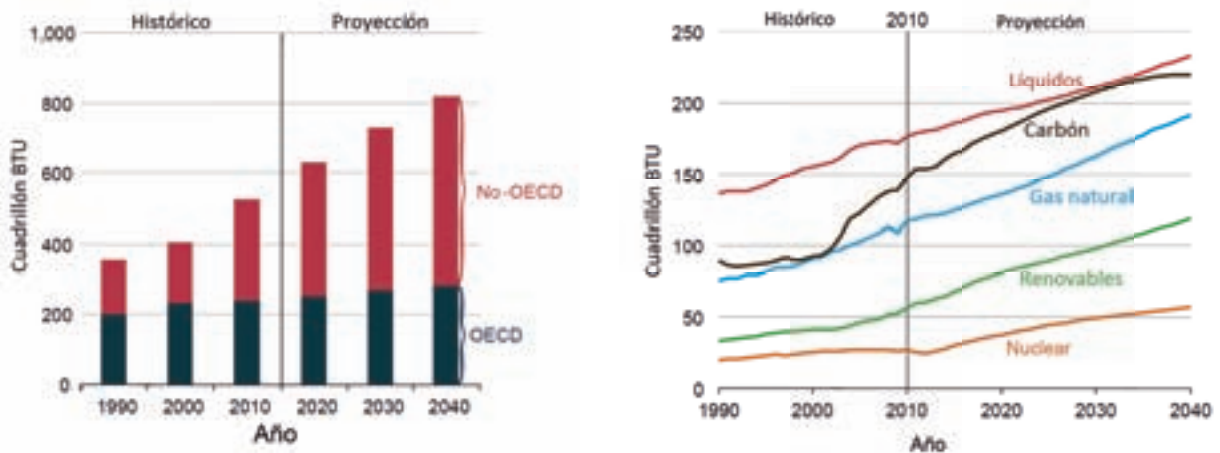 Histórico Proyección
1,000
800
600
400
200
0
Cuadrillón BTU
No-OECD
OECD
1990 2000 2010 2020 2030 2040
Año
Histórico 2010 Proyección
250
200
150
100
50
0
Cuadrillón BTU
Líquidos
Carbón
Gas natural
Renovables
Nuclear
1990 2000 2010 2020 2030 2040
Año